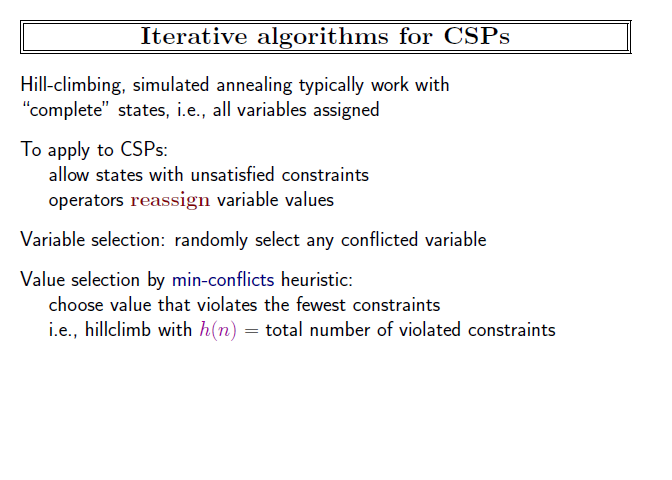 Iterative algorithms for CSPs
Hill-climbing, simulated annealing typically work with
“complete” states, i.e., all variables assigned
To apply to CSPs:
allow states with unsatisfied constraints
operators reassign variable values
Variable selection: randomly select any conflicted variable
Value selection by min-conflicts heuristic:
choose value that violates the fewest constraints
i.e., hillclimb with h(n) = total number of violated constraints